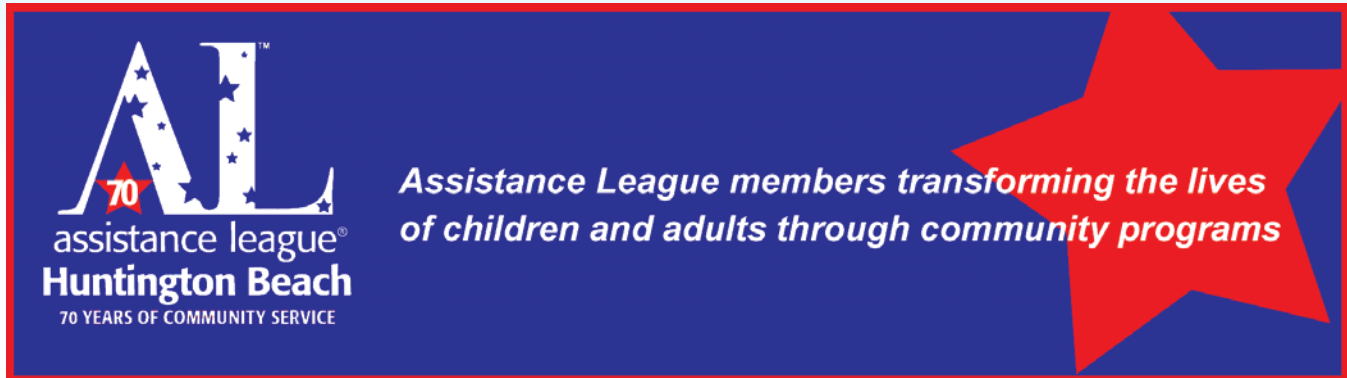 AL™
70
assistance league®
Huntington Beach
70 YEARS OF COMMUNITY SERVICE
Assistance League members transforming the lives
of children and adults through community programs